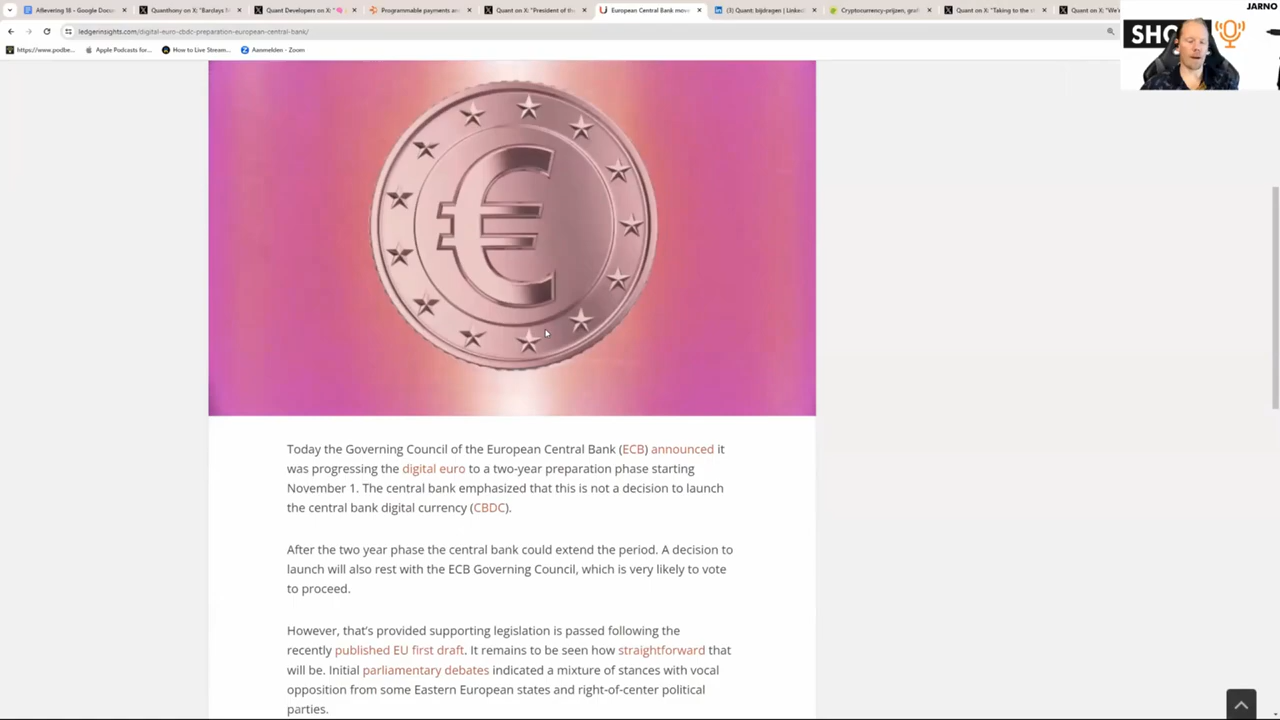 JARNO
Aflevering 18 - Google Docu
Quanthony on X: "Barclays
Quant Developers on X: "
Programmable payments a
Quant on X: "President of the
European Central Bank mov
(3) Quant: bijdragen | Linke
Cryptocurrency-prijzen, gra
Quant on X: "Taking to the
Quant on X: "We'
ledgerinsights.com/digital-euro-cbdc-preparation-european-central-bank/
https://www.podbe...
Apple Podcasts for...
How to Live Stream...
Aanmelden - Zoom
€
Today the Governing Council of the European Central Bank (ECB) announced it
was progressing the digital euro to a two-year preparation phase starting
November 1. The central bank emphasized that this is not a decision to launch
the central bank digital currency (CBDC).
After the two year phase the central bank could extend the period. A decision to
launch will also rest with the ECB Governing Council, which is very likely to vote
to proceed.
However, that's provided supporting legislation is passed following the
recently published EU first draft. It remains to be seen how straightforward that
will be. Initial parliamentary debates indicated a mixture of stances with vocal
opposition from some Eastern European states and right-of-center political
parties.